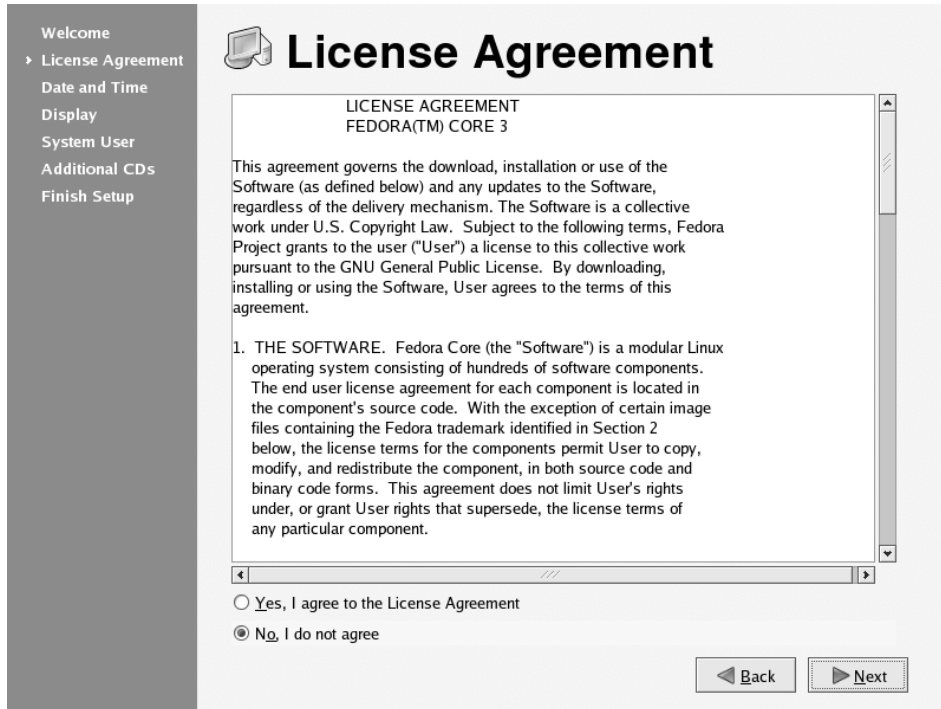 Welcome
License Agreement
Date and Time
Display
System User
Additional CDs
Finish Setup
License Agreement
LICENSE AGREEMENT
FEDORA(TM) CORE 3
This agreement governs the download, installation or use of the
Software (as defined below) and any updates to the Software,
regardless of the delivery mechanism. The Software is a collective
work under U.S. Copyright Law.  Subject to the following terms, Fedora
Project grants to the user ("User") a license to this collective work
pursuant to the GNU General Public License.  By downloading,
installing or using the Software, User agrees to the terms of this
agreement.
1.  THE SOFTWARE.  Fedora Core (the "Software") is a modular Linux
operating system consisting of hundreds of software components.
The end user license agreement for each component is located in
the component's source code.  With the exception of certain image
files containing the Fedora trademark identified in Section 2
below, the license terms for the components permit User to copy,
modify, and redistribute the component, in both source code and
binary code forms.  This agreement does not limit User's rights
under, or grant User rights that supersede, the license terms of
any particular component.
Yes, I agree to the License Agreement
No, I do not agree
Back
Next